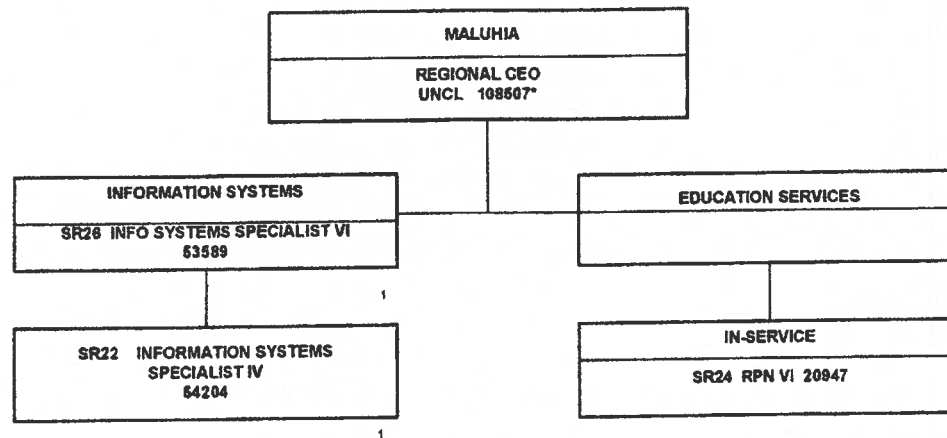 MALUHIA
REGIONAL CEO
UNCL 108507*
INFORMATION SYSTEMS
SR26 INFO SYSTEMS SPECIALIST VI
53589
1
SR22 INFORMATION SYSTEMS
SPECIALIST IV
54204
1
EDUCATION SERVICES
IN-SERVICE
SR24 RPN VI 20947